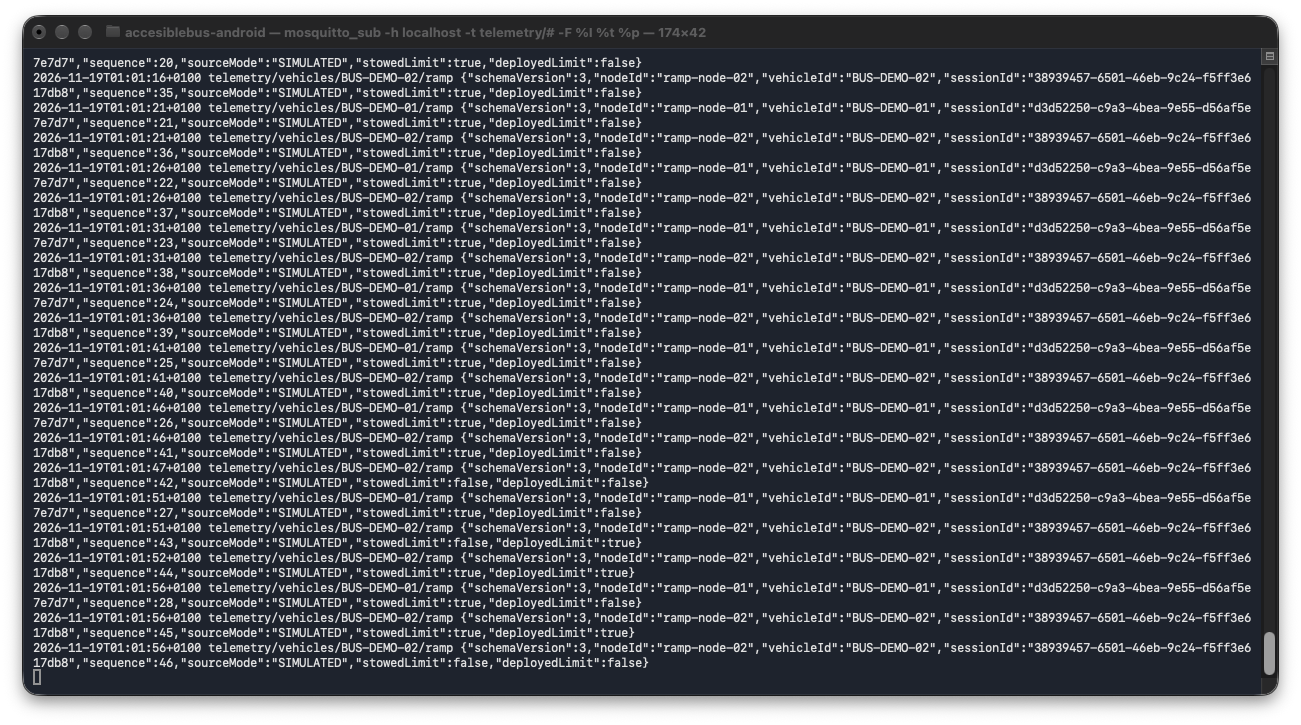 accesiblebus-android — mosquitto_sub -h localhost -t telemetry/# -F %I %t %p — 174×42
7e7d7","sequence":20,"sourceMode":"SIMULATED","stowedLimit":true,"deployedLimit":false}
2026-11-19T01:01:16+0100 telemetry/vehicles/BUS-DEMO-02/ramp {"schemaVersion":3,"nodeId":"ramp-node-02","vehicleId":"BUS-DEMO-02","sessionId":"38939457-6501-46eb-9c24-f5ff3e6
17db8","sequence":35,"sourceMode":"SIMULATED","stowedLimit":true,"deployedLimit":false}
2026-11-19T01:01:21+0100 telemetry/vehicles/BUS-DEMO-01/ramp {"schemaVersion":3,"nodeId":"ramp-node-01","vehicleId":"BUS-DEMO-01","sessionId":"d3d52250-c9a3-4bea-9e55-d56af5e
7e7d7","sequence":21,"sourceMode":"SIMULATED","stowedLimit":true,"deployedLimit":false}
2026-11-19T01:01:21+0100 telemetry/vehicles/BUS-DEMO-02/ramp {"schemaVersion":3,"nodeId":"ramp-node-02","vehicleId":"BUS-DEMO-02","sessionId":"38939457-6501-46eb-9c24-f5ff3e6
17db8","sequence":36,"sourceMode":"SIMULATED","stowedLimit":true,"deployedLimit":false}
2026-11-19T01:01:26+0100 telemetry/vehicles/BUS-DEMO-01/ramp {"schemaVersion":3,"nodeId":"ramp-node-01","vehicleId":"BUS-DEMO-01","sessionId":"d3d52250-c9a3-4bea-9e55-d56af5e
7e7d7","sequence":22,"sourceMode":"SIMULATED","stowedLimit":true,"deployedLimit":false}
2026-11-19T01:01:26+0100 telemetry/vehicles/BUS-DEMO-02/ramp {"schemaVersion":3,"nodeId":"ramp-node-02","vehicleId":"BUS-DEMO-02","sessionId":"38939457-6501-46eb-9c24-f5ff3e6
17db8","sequence":37,"sourceMode":"SIMULATED","stowedLimit":true,"deployedLimit":false}
2026-11-19T01:01:31+0100 telemetry/vehicles/BUS-DEMO-01/ramp {"schemaVersion":3,"nodeId":"ramp-node-01","vehicleId":"BUS-DEMO-01","sessionId":"d3d52250-c9a3-4bea-9e55-d56af5e
7e7d7","sequence":23,"sourceMode":"SIMULATED","stowedLimit":true,"deployedLimit":false}
2026-11-19T01:01:31+0100 telemetry/vehicles/BUS-DEMO-02/ramp {"schemaVersion":3,"nodeId":"ramp-node-02","vehicleId":"BUS-DEMO-02","sessionId":"38939457-6501-46eb-9c24-f5ff3e6
17db8","sequence":38,"sourceMode":"SIMULATED","stowedLimit":true,"deployedLimit":false}
2026-11-19T01:01:36+0100 telemetry/vehicles/BUS-DEMO-01/ramp {"schemaVersion":3,"nodeId":"ramp-node-01","vehicleId":"BUS-DEMO-01","sessionId":"d3d52250-c9a3-4bea-9e55-d56af5e
7e7d7","sequence":24,"sourceMode":"SIMULATED","stowedLimit":true,"deployedLimit":false}
2026-11-19T01:01:36+0100 telemetry/vehicles/BUS-DEMO-02/ramp {"schemaVersion":3,"nodeId":"ramp-node-02","vehicleId":"BUS-DEMO-02","sessionId":"38939457-6501-46eb-9c24-f5ff3e6
17db8","sequence":39,"sourceMode":"SIMULATED","stowedLimit":true,"deployedLimit":false}
2026-11-19T01:01:41+0100 telemetry/vehicles/BUS-DEMO-01/ramp {"schemaVersion":3,"nodeId":"ramp-node-01","vehicleId":"BUS-DEMO-01","sessionId":"d3d52250-c9a3-4bea-9e55-d56af5e
7e7d7","sequence":25,"sourceMode":"SIMULATED","stowedLimit":true,"deployedLimit":false}
2026-11-19T01:01:41+0100 telemetry/vehicles/BUS-DEMO-02/ramp {"schemaVersion":3,"nodeId":"ramp-node-02","vehicleId":"BUS-DEMO-02","sessionId":"38939457-6501-46eb-9c24-f5ff3e6
17db8","sequence":40,"sourceMode":"SIMULATED","stowedLimit":true,"deployedLimit":false}
2026-11-19T01:01:46+0100 telemetry/vehicles/BUS-DEMO-01/ramp {"schemaVersion":3,"nodeId":"ramp-node-01","vehicleId":"BUS-DEMO-01","sessionId":"d3d52250-c9a3-4bea-9e55-d56af5e
7e7d7","sequence":26,"sourceMode":"SIMULATED","stowedLimit":true,"deployedLimit":false}
2026-11-19T01:01:46+0100 telemetry/vehicles/BUS-DEMO-02/ramp {"schemaVersion":3,"nodeId":"ramp-node-02","vehicleId":"BUS-DEMO-02","sessionId":"38939457-6501-46eb-9c24-f5ff3e6
17db8","sequence":41,"sourceMode":"SIMULATED","stowedLimit":true,"deployedLimit":false}
2026-11-19T01:01:47+0100 telemetry/vehicles/BUS-DEMO-02/ramp {"schemaVersion":3,"nodeId":"ramp-node-02","vehicleId":"BUS-DEMO-02","sessionId":"38939457-6501-46eb-9c24-f5ff3e6
17db8","sequence":42,"sourceMode":"SIMULATED","stowedLimit":false,"deployedLimit":false}
2026-11-19T01:01:51+0100 telemetry/vehicles/BUS-DEMO-01/ramp {"schemaVersion":3,"nodeId":"ramp-node-01","vehicleId":"BUS-DEMO-01","sessionId":"d3d52250-c9a3-4bea-9e55-d56af5e
7e7d7","sequence":27,"sourceMode":"SIMULATED","stowedLimit":true,"deployedLimit":false}
2026-11-19T01:01:51+0100 telemetry/vehicles/BUS-DEMO-02/ramp {"schemaVersion":3,"nodeId":"ramp-node-02","vehicleId":"BUS-DEMO-02","sessionId":"38939457-6501-46eb-9c24-f5ff3e6
17db8","sequence":43,"sourceMode":"SIMULATED","stowedLimit":false,"deployedLimit":true}
2026-11-19T01:01:52+0100 telemetry/vehicles/BUS-DEMO-02/ramp {"schemaVersion":3,"nodeId":"ramp-node-02","vehicleId":"BUS-DEMO-02","sessionId":"38939457-6501-46eb-9c24-f5ff3e6
17db8","sequence":44,"sourceMode":"SIMULATED","stowedLimit":true,"deployedLimit":true}
2026-11-19T01:01:56+0100 telemetry/vehicles/BUS-DEMO-01/ramp {"schemaVersion":3,"nodeId":"ramp-node-01","vehicleId":"BUS-DEMO-01","sessionId":"d3d52250-c9a3-4bea-9e55-d56af5e
7e7d7","sequence":28,"sourceMode":"SIMULATED","stowedLimit":true,"deployedLimit":false}
2026-11-19T01:01:56+0100 telemetry/vehicles/BUS-DEMO-02/ramp {"schemaVersion":3,"nodeId":"ramp-node-02","vehicleId":"BUS-DEMO-02","sessionId":"38939457-6501-46eb-9c24-f5ff3e6
17db8","sequence":45,"sourceMode":"SIMULATED","stowedLimit":true,"deployedLimit":true}
2026-11-19T01:01:56+0100 telemetry/vehicles/BUS-DEMO-02/ramp {"schemaVersion":3,"nodeId":"ramp-node-02","vehicleId":"BUS-DEMO-02","sessionId":"38939457-6501-46eb-9c24-f5ff3e6
17db8","sequence":46,"sourceMode":"SIMULATED","stowedLimit":false,"deployedLimit":false}